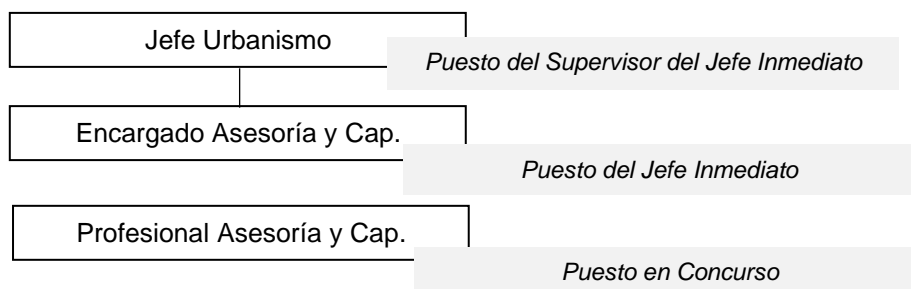 Jefe Urbanismo
Puesto del Supervisor del Jefe Inmediato
Encargado Asesoría y Cap.
Puesto del Jefe Inmediato
Profesional Asesoría y Cap.
Puesto en Concurso